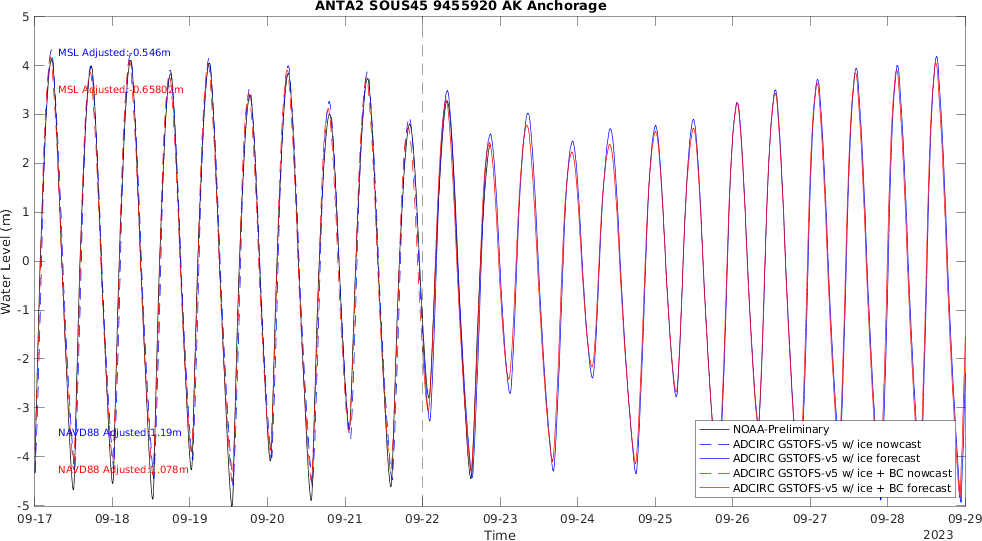 ANTA2 SOUS45 9455920 AK Anchorage
5
4
3
2
1
0
-1
-2
-3
-4
-5
Water Level (m)
MSL Adjusted:-0.546m
MSL Adjusted:-0.65802m
NAVD88 Adjusted:1.19m
NAVD88 Adjusted:1.078m
NOAA-Preliminary
ADCIRC GSTOFS-v5 w/ ice nowcast
ADCIRC GSTOFS-v5 w/ ice forecast
ADCIRC GSTOFS-v5 w/ ice + BC nowcast
ADCIRC GSTOFS-v5 w/ ice + BC forecast
09-17 09-18 09-19 09-20 09-21 09-22 09-23 09-24 09-25 09-26 09-27 09-28 09-29
Time
2023